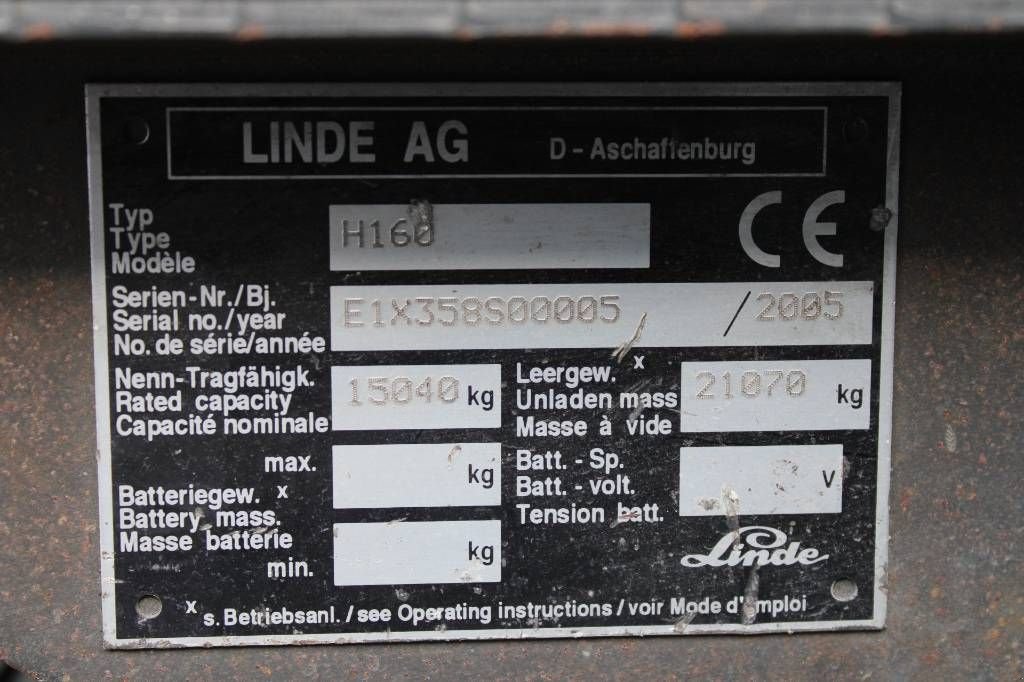 LINDE AG D - Aschaffenburg
Typ
Type H160
Modèle
CE
Serien-Nr./Bj.
Serial no./year E1X358S00005 / 2005
No. de série/année
Nenn-Tragfähigk.
Rated capacity 15040 kg
Capacité nominale
Leergew. x
Unladen mass 21070 kg
Masse à vide
max. kg
Batteriegew. x
Battery mass.
Masse batterie
min. kg
Batt. - Sp.
Batt. - volt. V
Tension batt.
Linde
x s. Betriebsanl. / see Operating instructions / voir Mode d'emploi